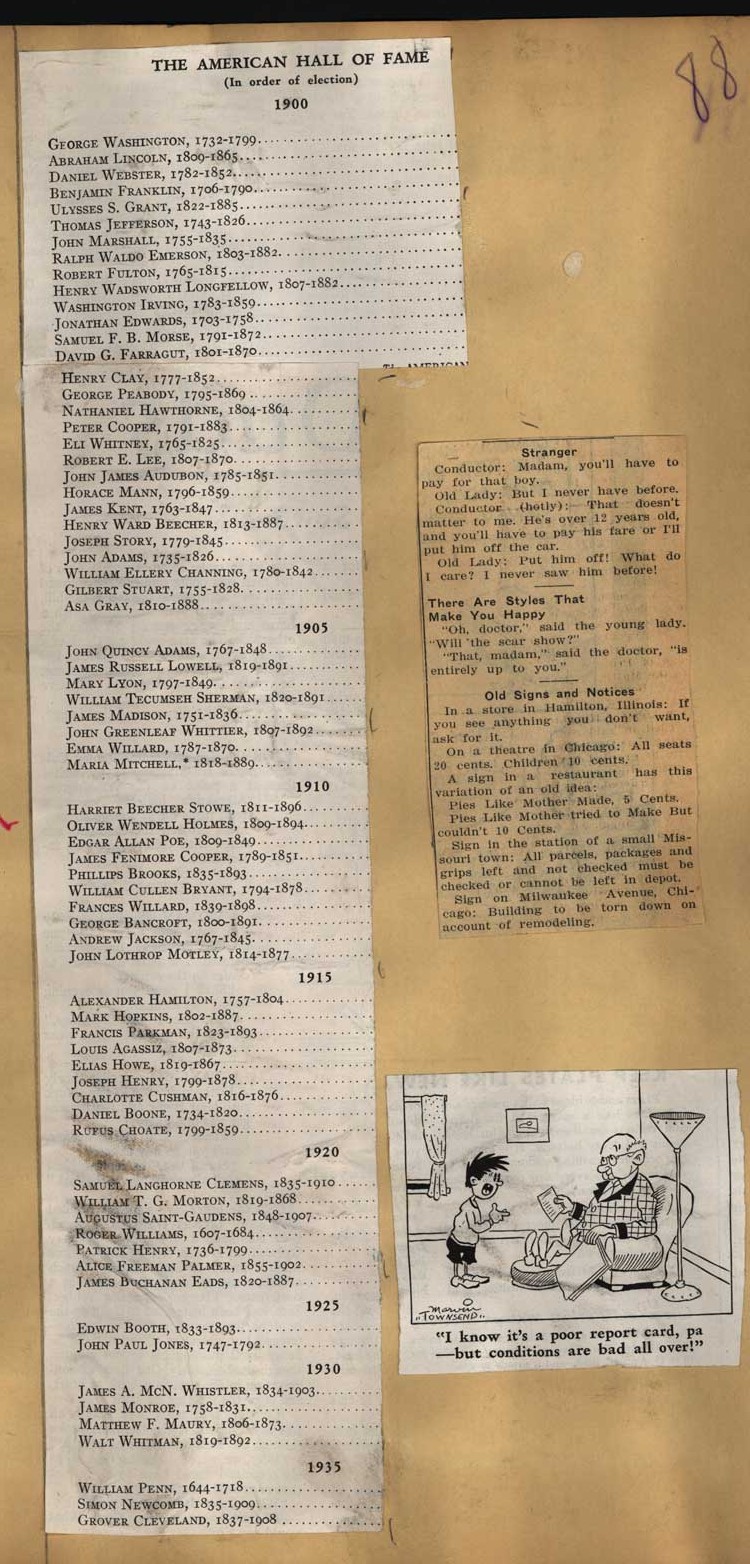 88
THE AMERICAN HALL OF FAME
(In order of election)
1900
GEORGE WASHINGTON, 1732-1799
ABRAHAM LINCOLN, 1809-1865
DANIEL WEBSTER, 1782-1852
BENJAMIN FRANKLIN, 1706-1790
ULYSSES S. GRANT, 1822-1885
THOMAS JEFFERSON, 1743-1826
JOHN MARSHALL, 1755-1835
RALPH WALDO EMERSON, 1803-1882
ROBERT FULTON, 1765-1815
HENRY WADSWORTH LONGFELLOW, 1807-1882
WASHINGTON IRVING, 1783-1859
JONATHAN EDWARDS, 1703-1758
SAMUEL F. B. MORSE, 1791-1872
DAVID G. FARRAGUT, 1801-1870
HENRY CLAY, 1777-1852
GEORGE PEABODY, 1795-1869
NATHANIEL HAWTHORNE, 1804-1864
PETER COOPER, 1791-1883
ELI WHITNEY, 1765-1825
ROBERT E. LEE, 1807-1870
JOHN JAMES AUDUBON, 1785-1851
HORACE MANN, 1796-1859
JAMES KENT, 1763-1847
HENRY WARD BEECHER, 1813-1887
JOSEPH STORY, 1779-1845
JOHN ADAMS, 1735-1826
WILLIAM ELLERY CHANNING, 1780-1842
GILBERT STUART, 1755-1828
ASA GRAY, 1810-1888
1905
JOHN QUINCY ADAMS, 1767-1848
JAMES RUSSELL LOWELL, 1819-1891
MARY LYON, 1797-1849
WILLIAM TECUMSEH SHERMAN, 1820-1891
JAMES MADISON, 1751-1836
JOHN GREENLEAF WHITTIER, 1807-1892
EMMA WILLARD, 1787-1870
MARIA MITCHELL,* 1818-1889
1910
HARRIET BEECHER STOWE, 1811-1896
OLIVER WENDELL HOLMES, 1809-1894
EDGAR ALLAN POE, 1809-1849
JAMES FENIMORE COOPER, 1789-1851
PHILLIPS BROOKS, 1835-1893
WILLIAM CULLEN BRYANT, 1794-1878
FRANCES WILLARD, 1839-1898
GEORGE BANCROFT, 1800-1891
ANDREW JACKSON, 1767-1845
JOHN LOTHROP MOTLEY, 1814-1877
1915
ALEXANDER HAMILTON, 1757-1804
MARK HOPKINS, 1802-1887
FRANCIS PARKMAN, 1823-1893
LOUIS AGASSIZ, 1807-1873
ELIAS HOWE, 1819-1867
JOSEPH HENRY, 1799-1878
CHARLOTTE CUSHMAN, 1816-1876
DANIEL BOONE, 1734-1820
RUFUS CHOATE, 1799-1859
1920
SAMUEL LANGHORNE CLEMENS, 1835-1910
WILLIAM T. G. MORTON, 1819-1868
AUGUSTUS SAINT-GAUDENS, 1848-1907
ROGER WILLIAMS, 1607-1684
PATRICK HENRY, 1736-1799
ALICE FREEMAN PALMER, 1855-1902
JAMES BUCHANAN EADS, 1820-1887
1925
EDWIN BOOTH, 1833-1893
JOHN PAUL JONES, 1747-1792
1930
JAMES A. MCN. WHISTLER, 1834-1903
JAMES MONROE, 1758-1831
MATTHEW F. MAURY, 1806-1873
WALT WHITMAN, 1819-1892
1935
WILLIAM PENN, 1644-1718
SIMON NEWCOMB, 1835-1909
GROVER CLEVELAND, 1837-1908
Stranger
Conductor: Madam, you'll have to
pay for that boy.
Old Lady: But I never have before.
Conductor (hotly): That doesn't
matter to me. He's over 12 years old,
and you'll have to pay his fare or I'll
put him off the car.
Old Lady: Put him off! What do
I care? I never saw him before!
There Are Styles That
Make You Happy
"Oh, doctor," said the young lady.
"Will the scar show?"
"That, madam," said the doctor, "is
entirely up to you."
Old Signs and Notices
In a store in Hamilton, Illinois: If
you see anything you don't want,
ask for it.
On a theatre in Chicago: All seats
20 cents. Children 10 cents.
A sign in a restaurant has this
variation of an old idea:
Pies Like Mother Made, 5 Cents.
Pies Like Mother tried to Make But
couldn't 10 Cents.
Sign in the station of a small Mis-
souri town: All parcels, packages and
grips left and not checked must be
checked or cannot be left in depot.
Sign on Milwaukee Avenue, Chi-
cago: Building to be torn down on
account of remodeling.
Marvin
TOWNSEND
"I know it's a poor report card, pa
—but conditions are bad all over!"